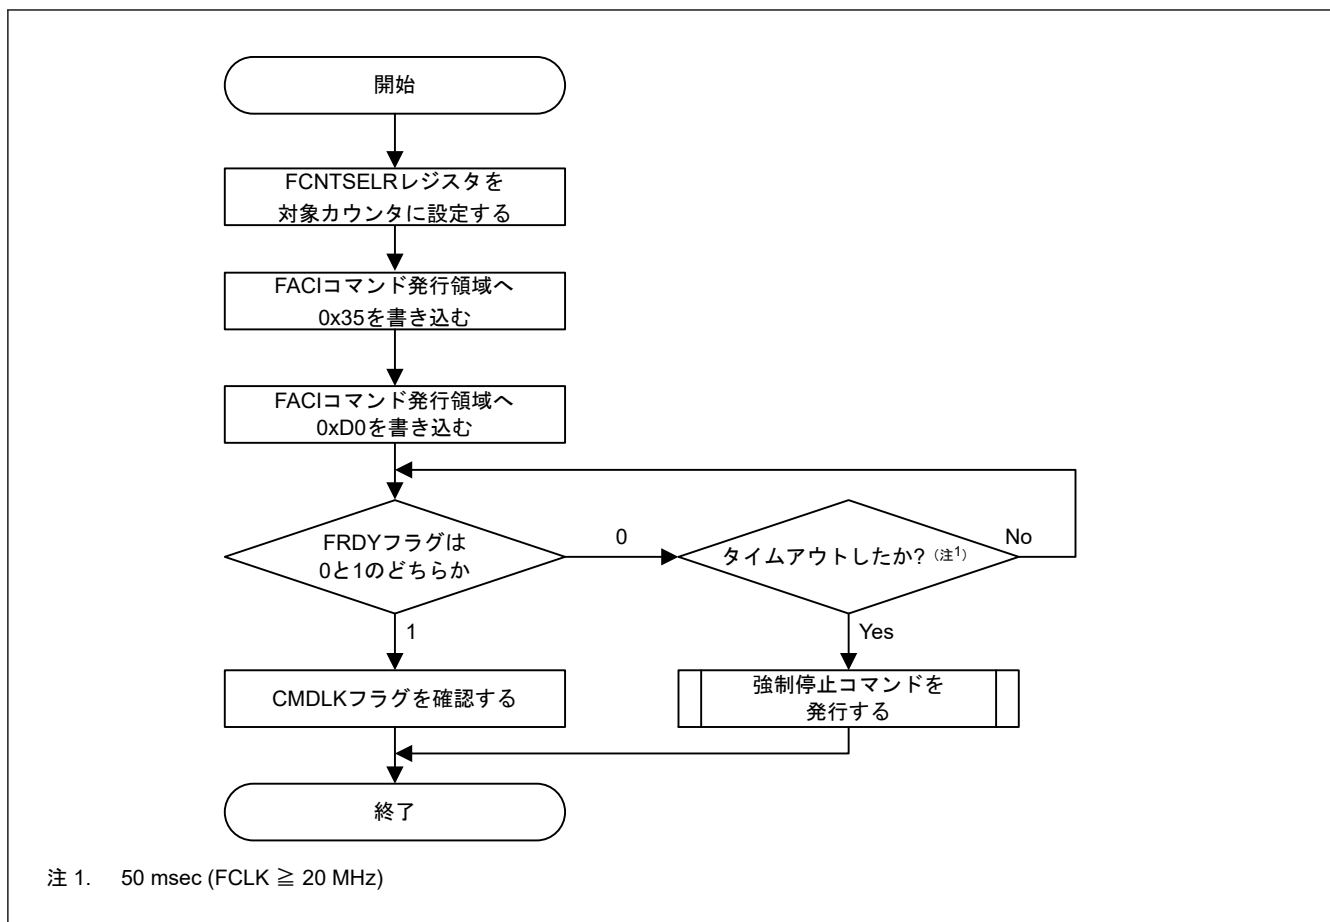 開始
FCNTSELRレジスタを
対象カウンタに設定する
FACIコマンド発行領域へ
0x35を書き込む
FACIコマンド発行領域へ
0xD0を書き込む
FRDYフラグは
0と1のどちらか
0
タイムアウトしたか? (注1)
No
1
Yes
CMDLKフラグを確認する
強制停止コマンドを
発行する
終了
注 1. 50 msec (FCLK ≧ 20 MHz)